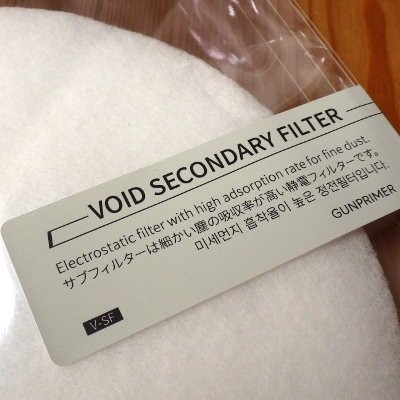 VOID SECONDARY FILTER
Electrostatic filter with high adsorption rate for fine dust.
サブフィルターは細かい塵の吸収率が高い静電フィルターです。
미세먼지 흡착율이 높은 정전필터입니다.
GUNPRIMER
V-SF